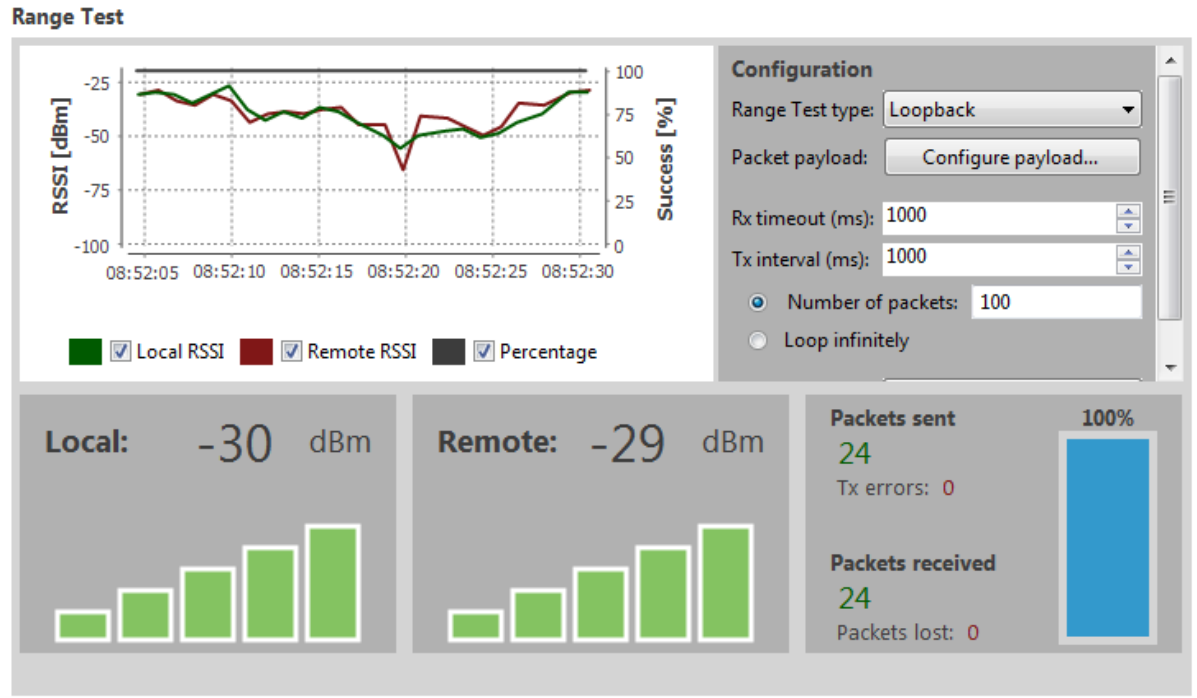 Range Test
-25
-50
-75
-100
RSSI [dBm]
100
75
50
25
0
Success [%]
08:52:05 08:52:10 08:52:15 08:52:20 08:52:25 08:52:30
Local RSSI Remote RSSI Percentage
Configuration
Range Test type: Loopback
Packet payload: Configure payload...
Rx timeout (ms): 1000
Tx interval (ms): 1000
Number of packets: 100
Loop infinitely
Local: -30 dBm
Remote: -29 dBm
Packets sent
24
Tx errors: 0
100%
Packets received
24
Packets lost: 0